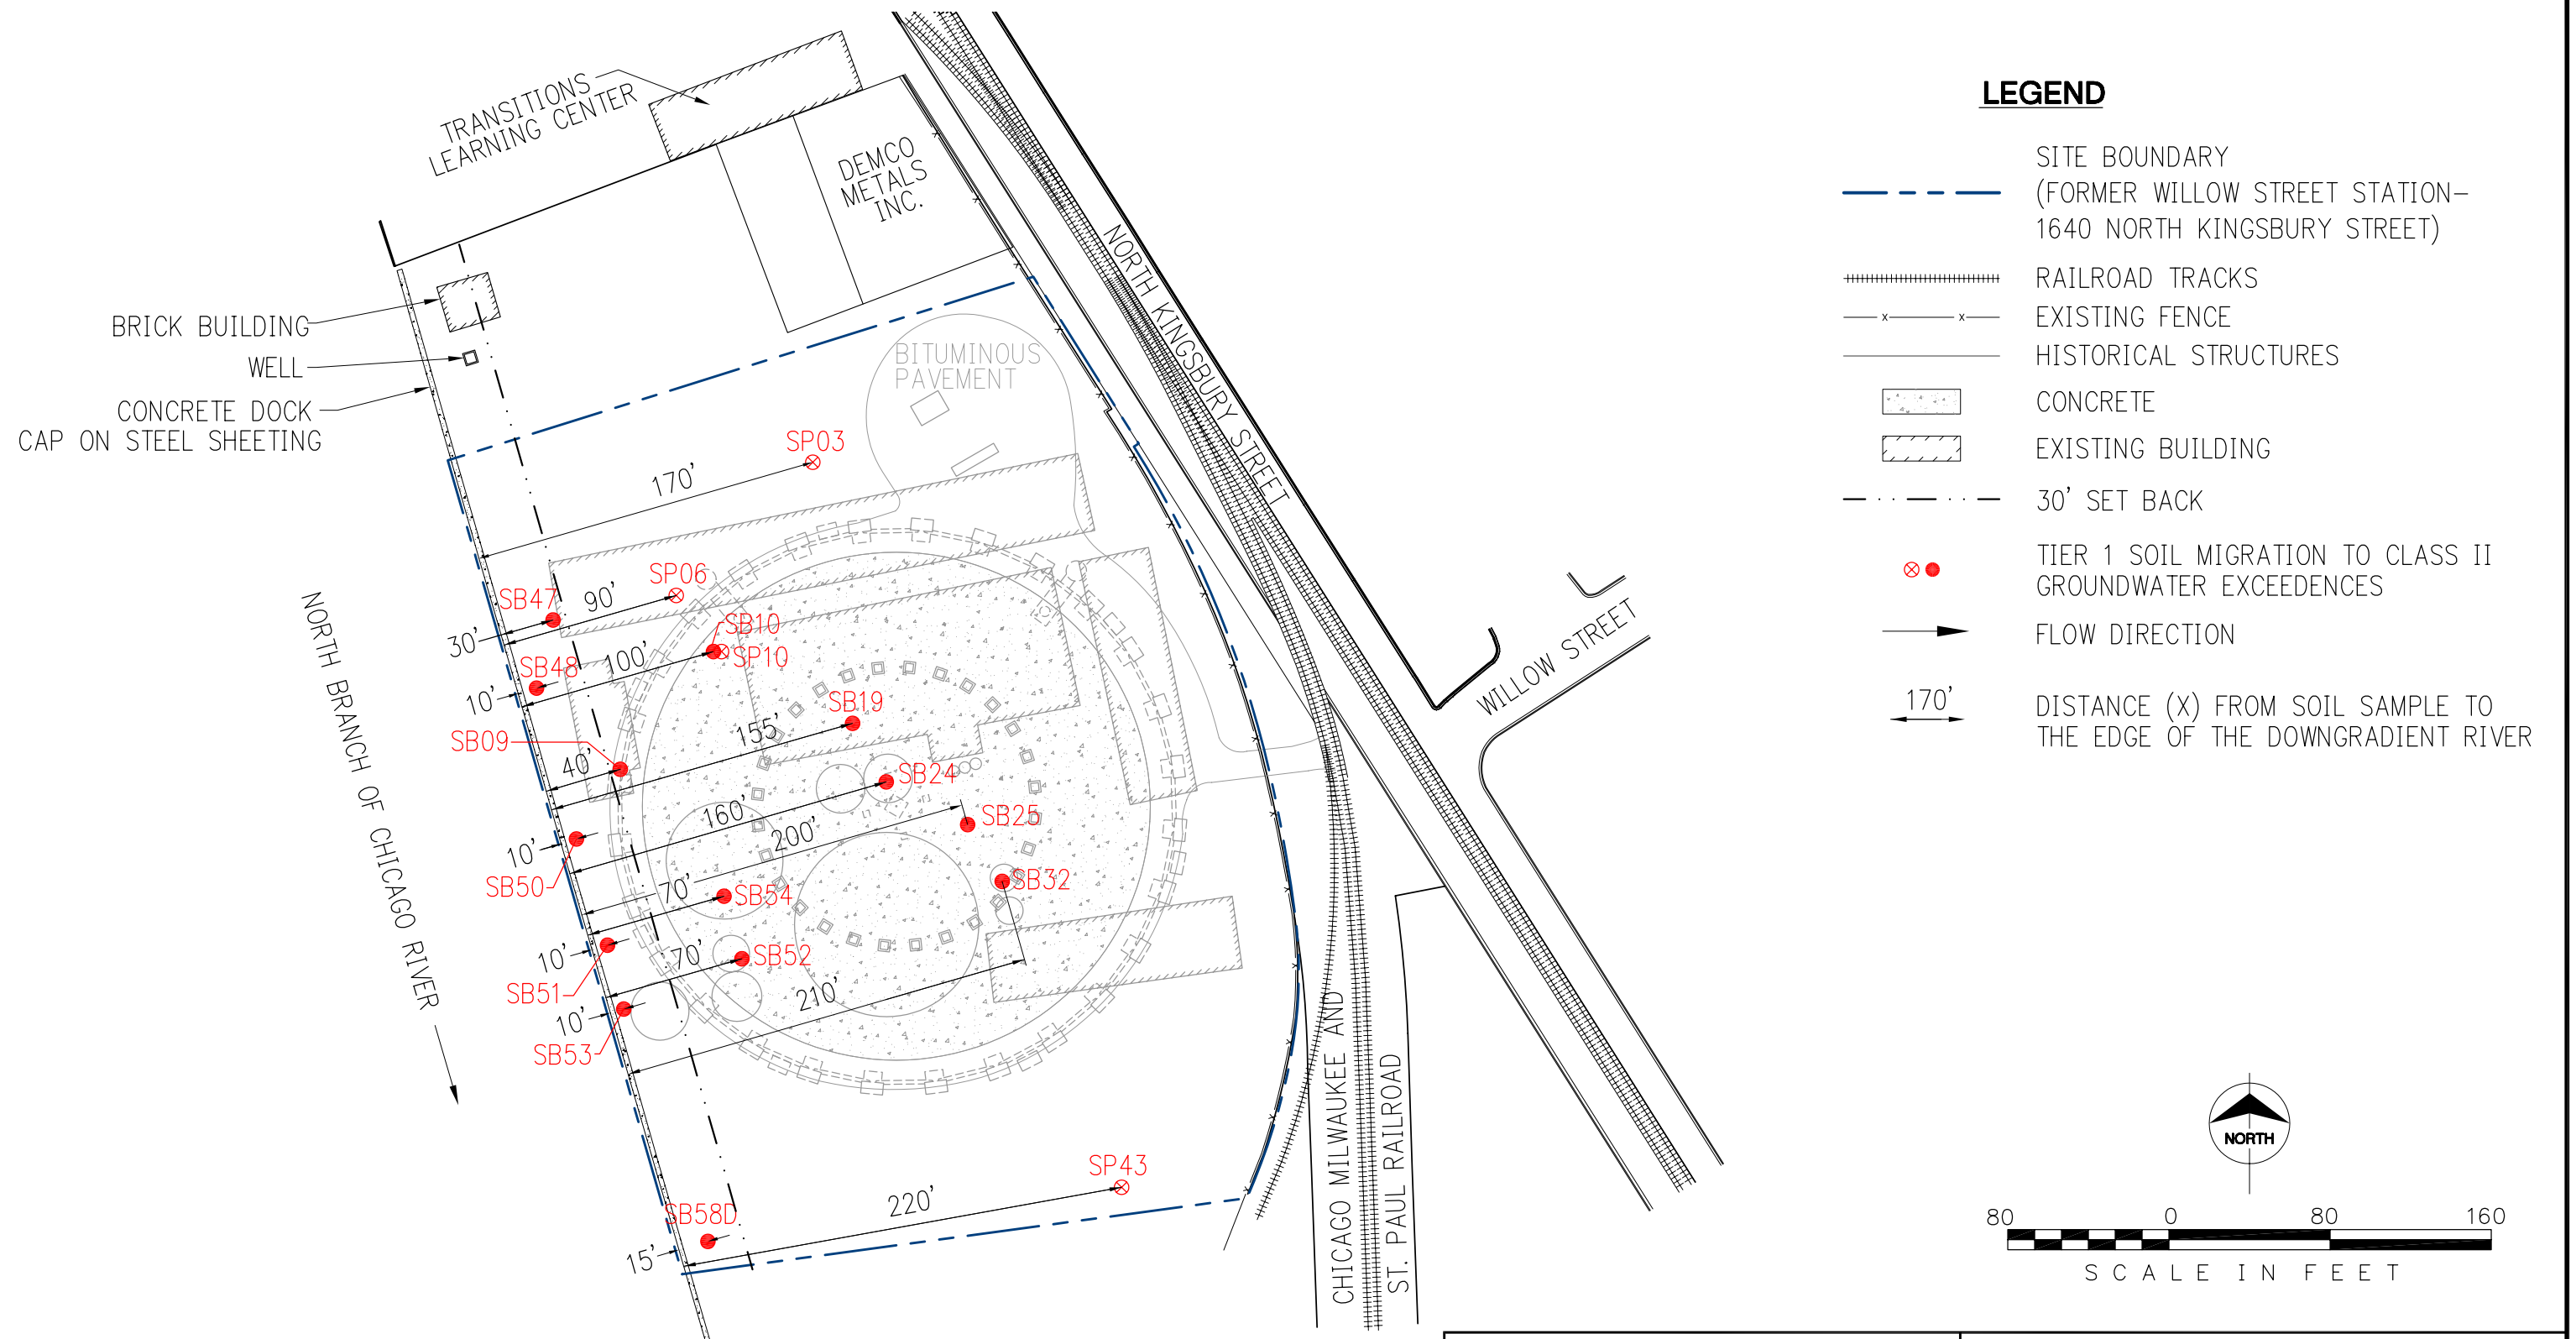 TRANSITIONS
LEARNING CENTER
DEMCO
METALS
INC.
BRICK BUILDING
WELL
CONCRETE DOCK
CAP ON STEEL SHEETING
BITUMINOUS
PAVEMENT
NORTH KINGSBURY STREET
WILLOW STREET
NORTH BRANCH OF CHICAGO RIVER
CHICAGO MILWAUKEE AND
ST. PAUL RAILROAD
SP03
170'
SP06
90'
SB47
30'
SB10
SP10
100'
SB48
10'
SB19
155'
SB09
40'
SB24
160'
SB25
200'
10'
SB50
SB54
70'
SB32
10'
SB51
SB52
70'
210'
10'
SB53
SP43
220'
SB58D
15'
LEGEND
SITE BOUNDARY
(FORMER WILLOW STREET STATION-
1640 NORTH KINGSBURY STREET)
RAILROAD TRACKS
x x
EXISTING FENCE
HISTORICAL STRUCTURES
CONCRETE
EXISTING BUILDING
30' SET BACK
TIER 1 SOIL MIGRATION TO CLASS II
GROUNDWATER EXCEEDENCES
FLOW DIRECTION
170'
DISTANCE (X) FROM SOIL SAMPLE TO
THE EDGE OF THE DOWNGRADIENT RIVER
NORTH
80 0 80 160
SCALE IN FEET